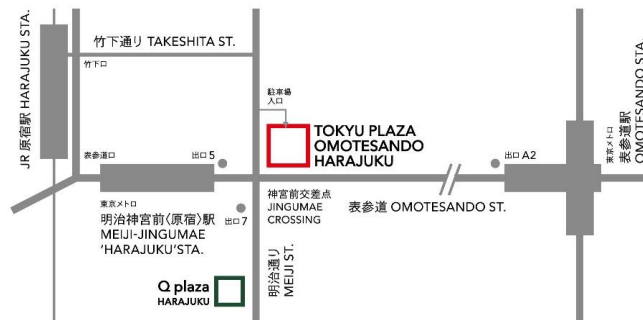 JR 原宿駅 HARAJUKU STA.
竹下通り TAKESHITA ST.
竹下口
駐車場
入口
TOKYU PLAZA
OMOTESANDO
HARAJUKU
表参道口
出口 5
出口 A2
東京メトロ
表参道駅
OMOTESANDO STA.
東京メトロ
明治神宮前〈原宿〉駅
MEIJI-JINGUMAE
'HARAJUKU'STA.
出口 7
神宮前交差点
JINGUMAE
CROSSING
表参道 OMOTESANDO ST.
明治通り
MEIJI ST.
Q plaza
HARAJUKU